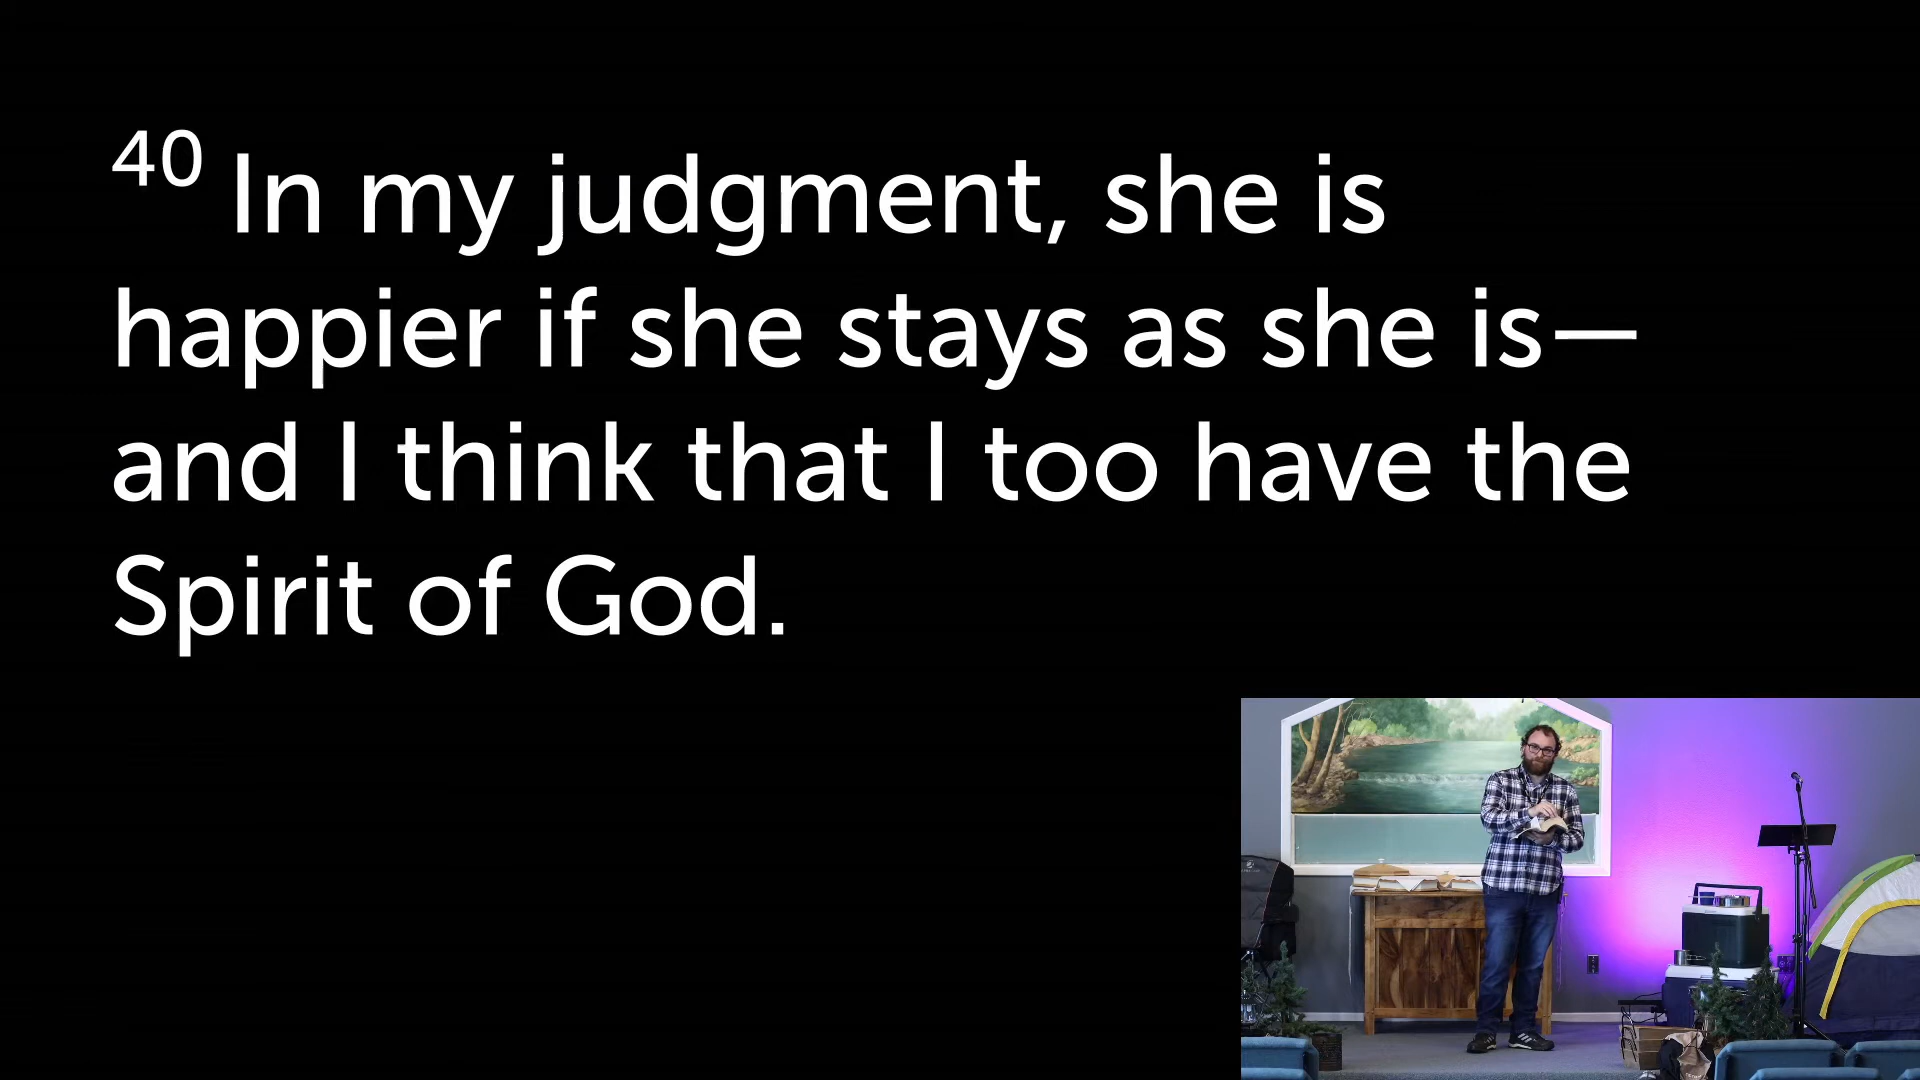 40 In my judgment, she is
happier if she stays as she is—
and I think that I too have the
Spirit of God.